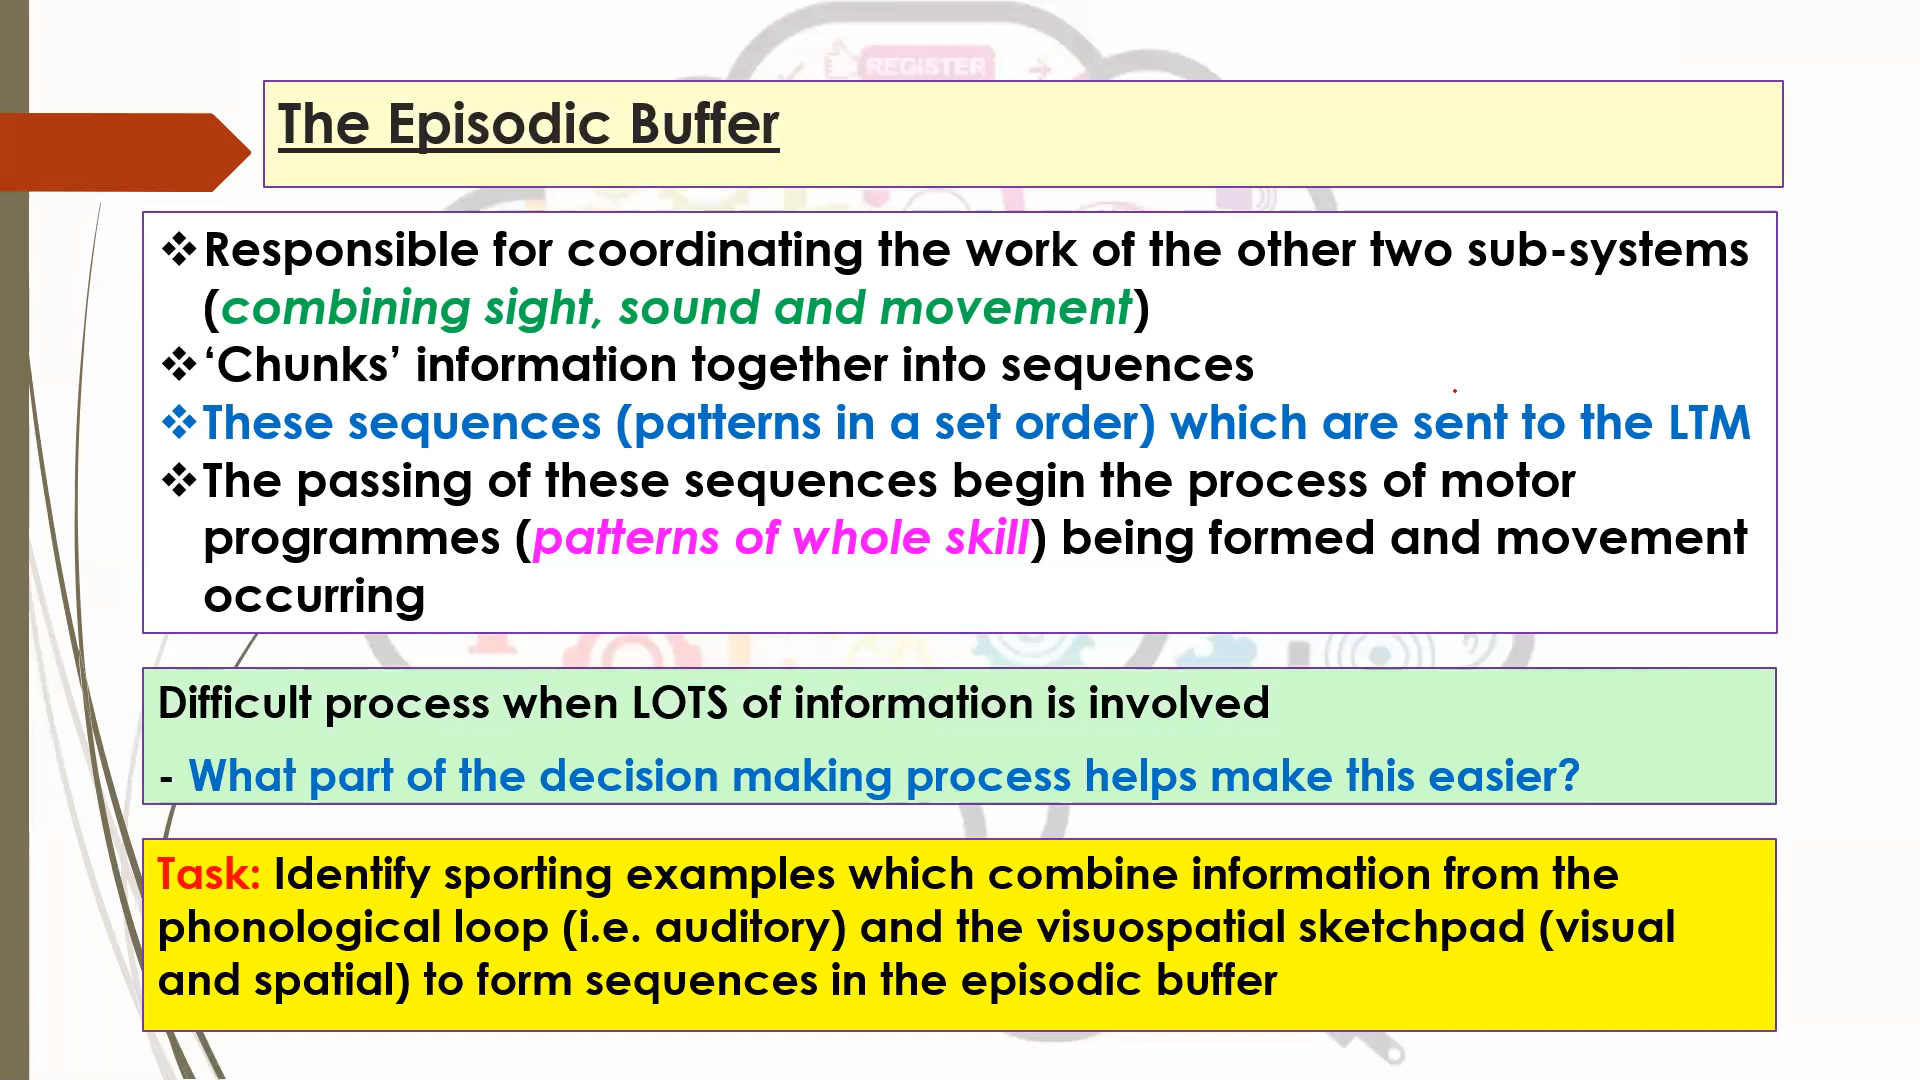 REGISTER
The Episodic Buffer
❖Responsible for coordinating the work of the other two sub-systems
(combining sight, sound and movement)
❖‘Chunks’ information together into sequences
❖These sequences (patterns in a set order) which are sent to the LTM
❖The passing of these sequences begin the process of motor
programmes (patterns of whole skill) being formed and movement
occurring
Difficult process when LOTS of information is involved
- What part of the decision making process helps make this easier?
Task: Identify sporting examples which combine information from the
phonological loop (i.e. auditory) and the visuospatial sketchpad (visual
and spatial) to form sequences in the episodic buffer